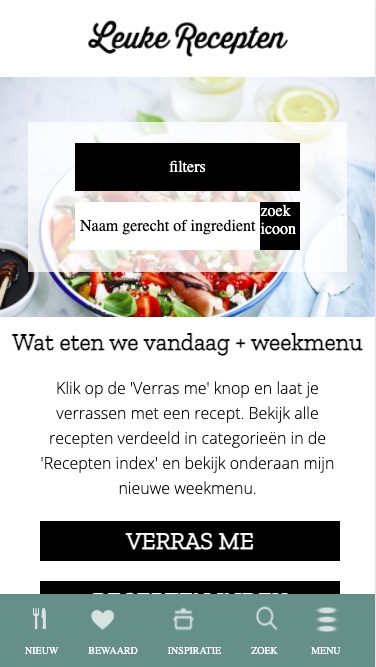 Leuke Recepten
filters
Naam gerecht of ingredient
zoek
icoon
Wat eten we vandaag + weekmenu
Klik op de 'Verras me' knop en laat je
verrassen met een recept. Bekijk alle
recepten verdeeld in categorieën in de
'Recepten index' en bekijk onderaan mijn
nieuwe weekmenu.
VERRAS ME
RECEPTEN INDEX
NIEUW
BEWAARD
INSPIRATIE
ZOEK
MENU